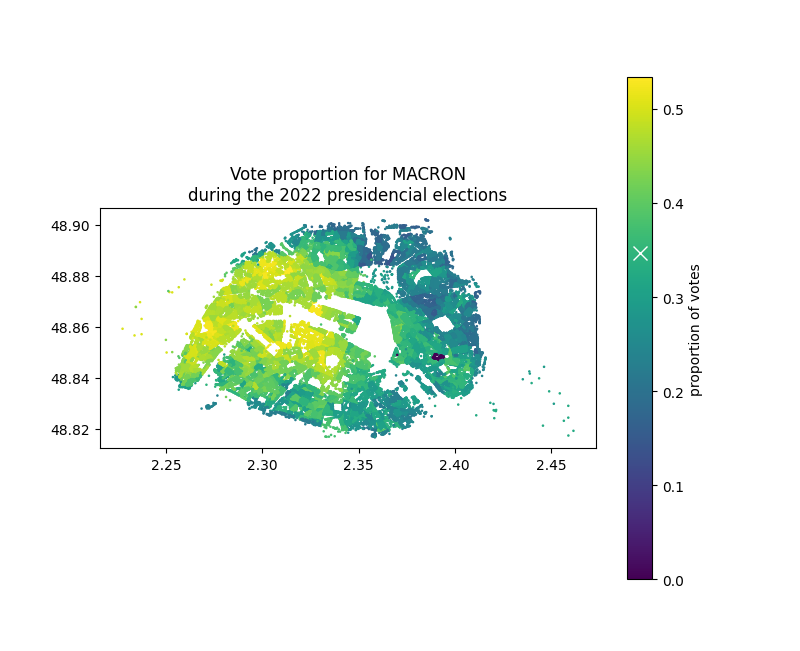 Vote proportion for MACRON
during the 2022 presidencial elections
48.90
48.88
48.86
48.84
48.82
2.25 2.30 2.35 2.40 2.45
0.5
0.4
0.3
0.2
0.1
0.0
proportion of votes